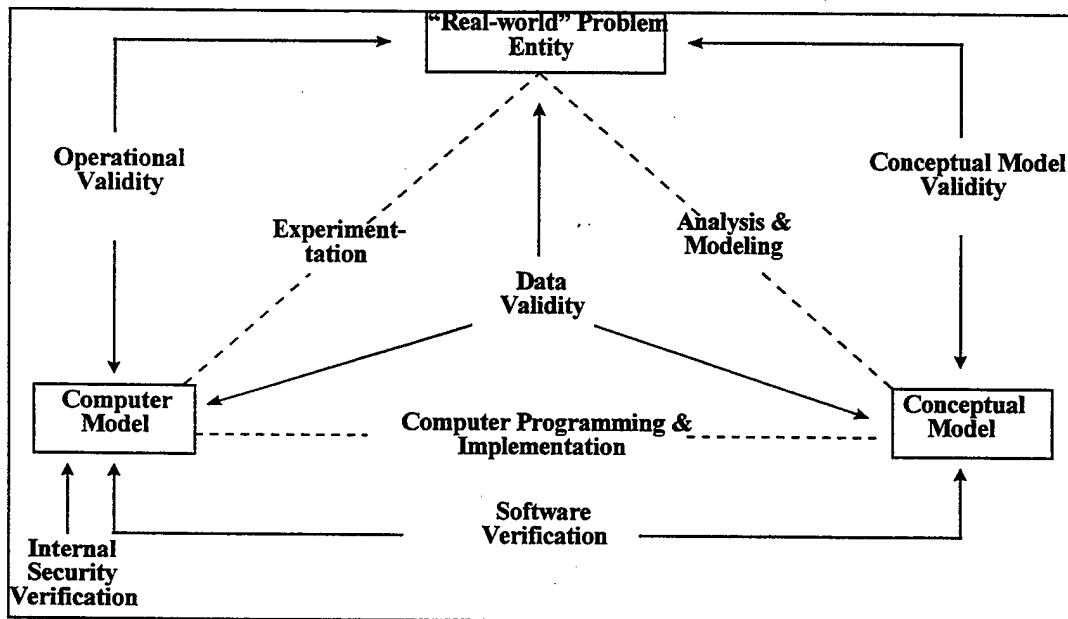 “Real-world” Problem
Entity
Operational
Validity
Conceptual Model
Validity
Experiment-
tation
Analysis &
Modeling
Data
Validity
Computer
Model
Computer Programming &
Implementation
Conceptual
Model
Software
Verification
Internal
Security
Verification